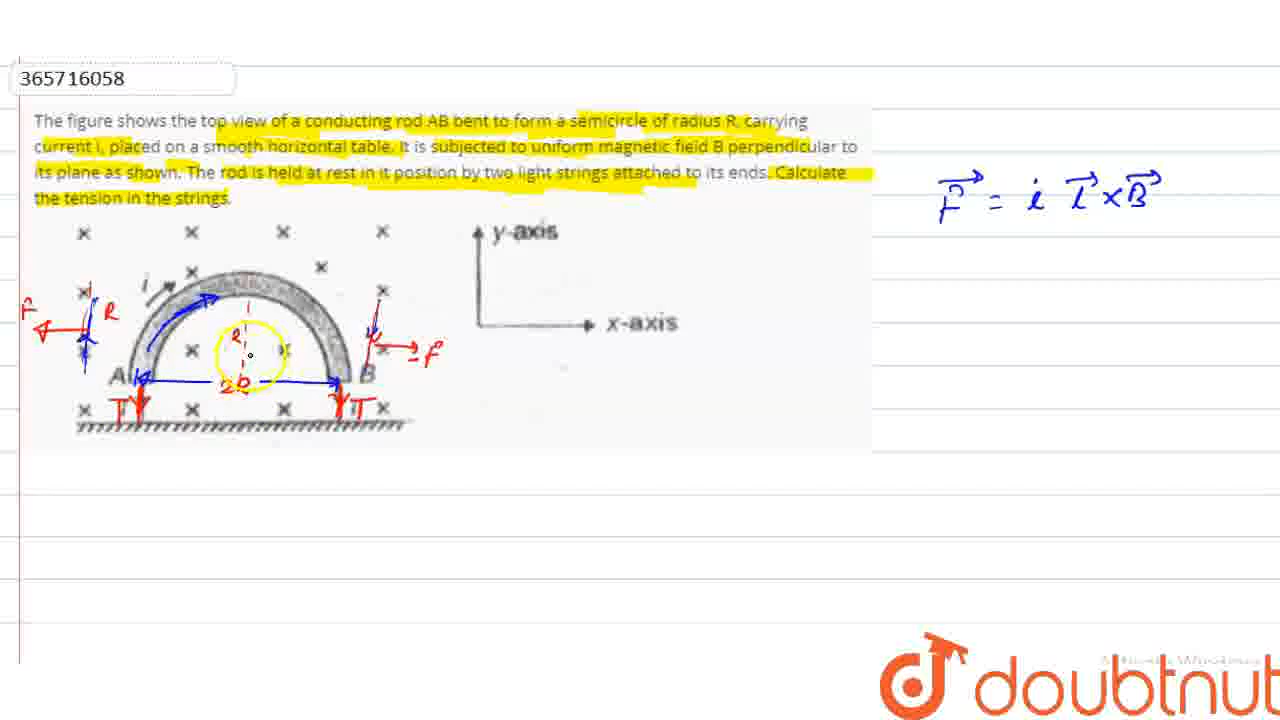 365716058
The figure shows the top view of a conducting rod AB bent to form a semicircle of radius R, carrying
current i, placed on a smooth horizontal table. It is subjected to uniform magnetic field B perpendicular to
its plane as shown. The rod is held at rest in it position by two light strings attached to its ends. Calculate
the tension in the strings.
F = i l × B
y-axis
x-axis
i
F
R
R
F
A
B
2R
T
T
doubtnut